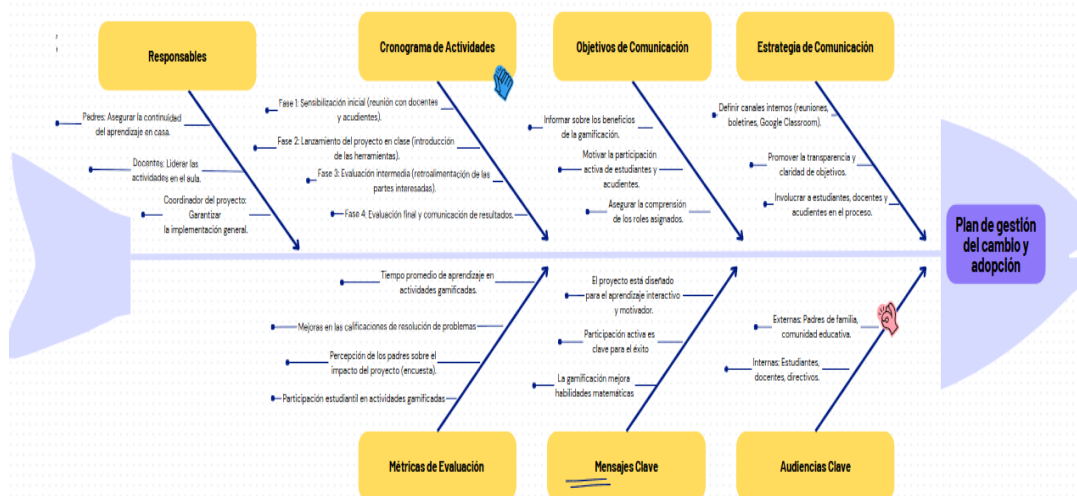 Responsables
Padres: Asegurar la continuidad
del aprendizaje en casa.
Docentes: Liderar las
actividades en el aula.
Coordinador del proyecto:
Garantizar
la implementación general.
Cronograma de Actividades
Fase 1: Sensibilización inicial (reunión con docentes
y acudientes).
Fase 2: Lanzamiento del proyecto en clase (introducción
de las herramientas).
Fase 3: Evaluación intermedia (retroalimentación de las
partes interesadas).
Fase 4: Evaluación final y comunicación de resultados.
Objetivos de Comunicación
Informar sobre los beneficios
de la gamificación.
Motivar la participación
activa de estudiantes y
acudientes.
Asegurar la comprensión
de los roles asignados.
Estrategia de Comunicación
Definir canales internos (reuniones,
boletines, Google Classroom).
Promover la transparencia y
claridad de objetivos.
Involucrar a estudiantes, docentes y
acudientes en el proceso.
Plan de gestión
del cambio y
adopción
Tiempo promedio de aprendizaje en
actividades gamificadas.
Mejoras en las calificaciones de resolución de problemas
Percepción de los padres sobre el
impacto del proyecto (encuesta).
Participación estudiantil en actividades gamificadas
Métricas de Evaluación
El proyecto está diseñado
para el aprendizaje interactivo
y motivador.
Participación activa es
clave para el éxito
La gamificación mejora
habilidades matemáticas
Mensajes Clave
Externas: Padres de familia,
comunidad educativa.
Internas: Estudiantes,
docentes, directivos.
Audiencias Clave